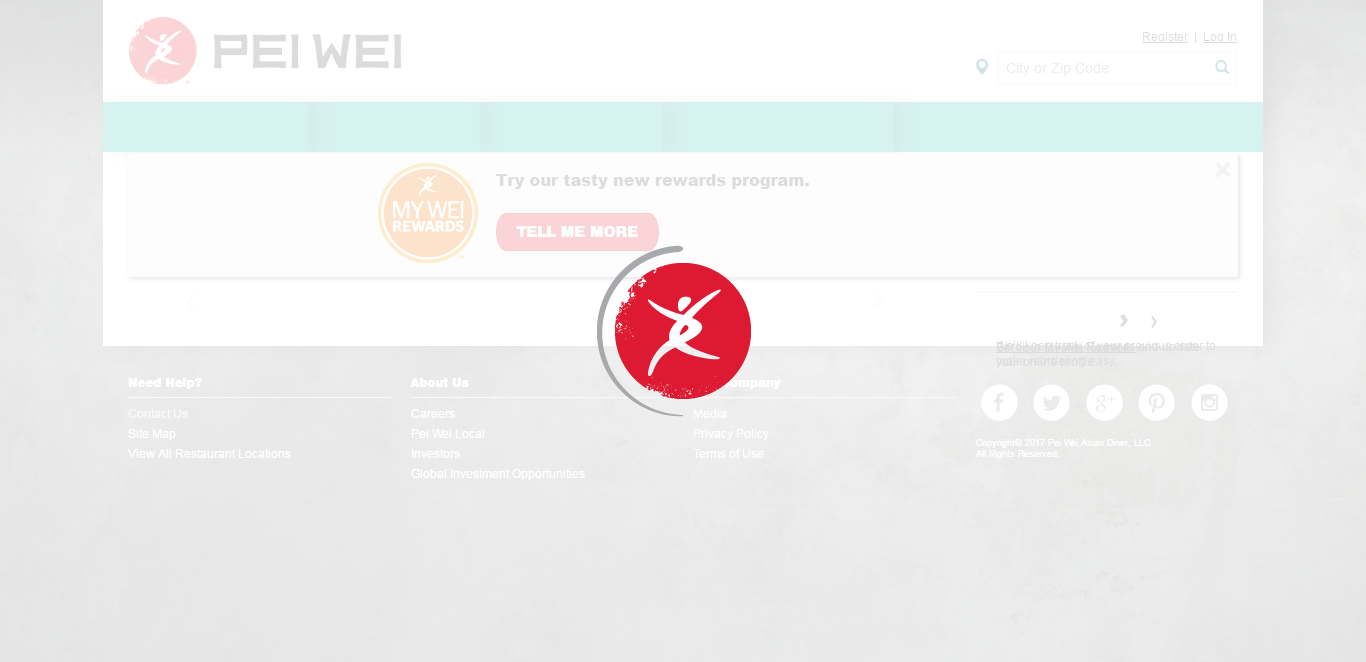 PEI WEI
Register | Log In
City or Zip Code
Try our tasty new rewards program.
MY WEI
REWARDS
TELL ME MORE
Need Help?
Contact Us
Site Map
View All Restaurant Locations
About Us
Careers
Pei Wei Local
Investors
Global Investment Opportunities
Media
Privacy Policy
Terms of Use
Copyright© 2017 Pei Wei Asian Diner, LLC
All Rights Reserved.